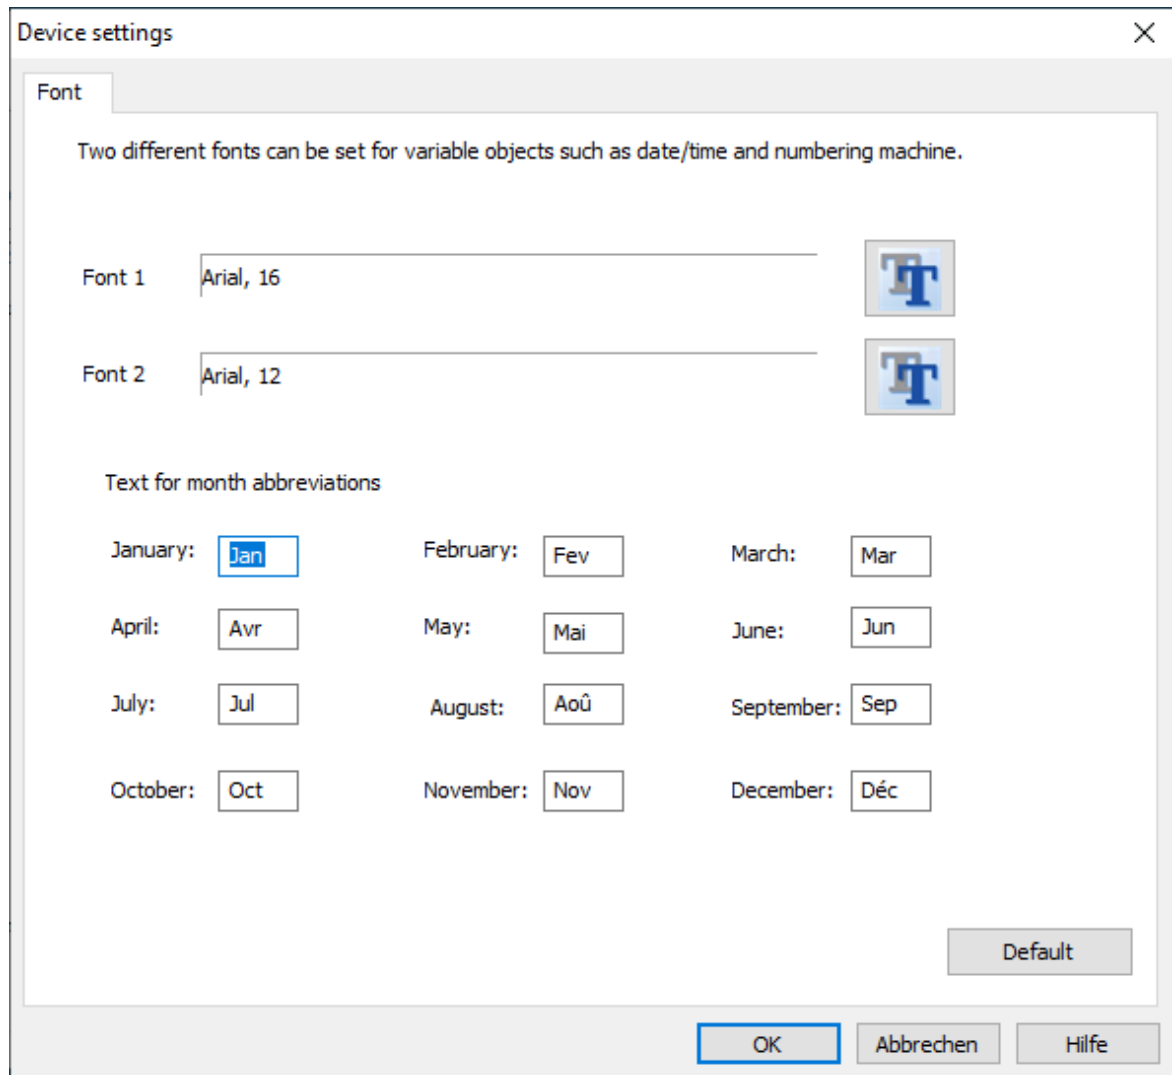 Device settings
Font
Two different fonts can be set for variable objects such as date/time and numbering machine.
Font 1 Arial, 16
Font 2 Arial, 12
Text for month abbreviations
January: Jan February: Fev March: Mar
April: Avr May: Mai June: Jun
July: Jul August: Aoû September: Sep
October: Oct November: Nov December: Déc
Default
OK Abbrechen Hilfe